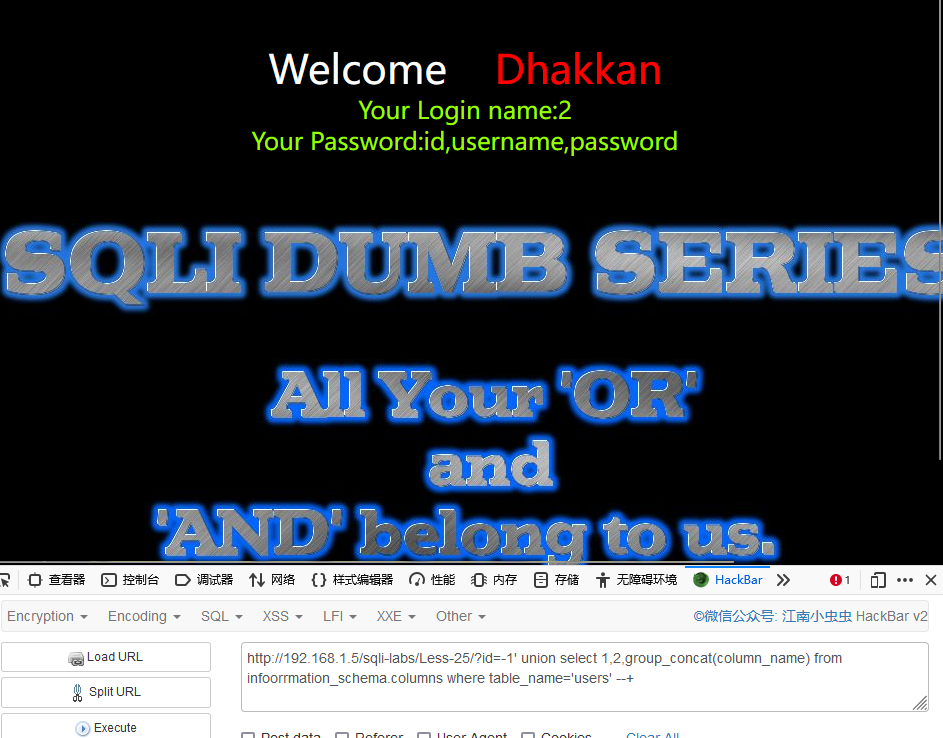 Welcome Dhakkan
Your Login name:2
Your Password:id,username,password
SQLI DUMB SERIES
All Your 'OR'
and
'AND' belong to us.
查看器 控制台 调试器 网络 {} 样式编辑器 性能 内存 存储 无障碍环境 HackBar 1
Encryption Encoding SQL XSS LFI XXE Other ©微信公众号: 江南小虫虫 HackBar v2
Load URL
Split URL
Execute
http://192.168.1.5/sqli-labs/Less-25/?id=-1' union select 1,2,group_concat(column_name) from
infoorrmation_schema.columns where table_name='users' --+
Post data Referer User Agent Cookies Clear All